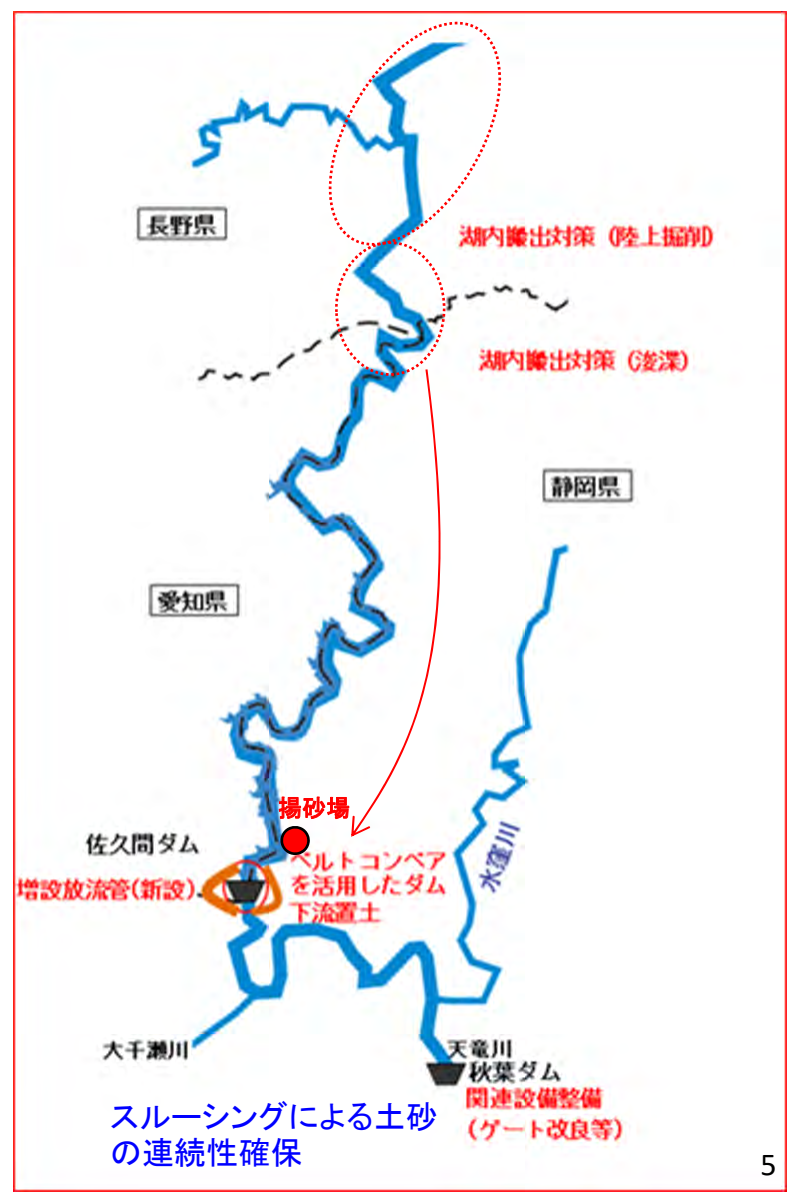 長野県
湖内搬出対策（陸上掘削）
湖内搬出対策（浚渫）
静岡県
愛知県
揚砂場
佐久間ダム
ベルトコンベア
を活用したダム
下流置土
増設放流管(新設)
水窪川
大千瀬川
天竜川
秋葉ダム
関連設備整備
（ゲート改良等）
スルーシングによる土砂
の連続性確保
5